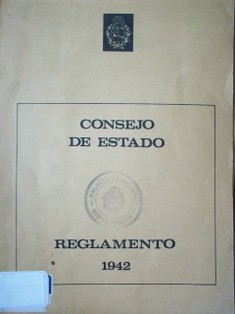 CONSEJO
DE ESTADO
REGLAMENTO
1942